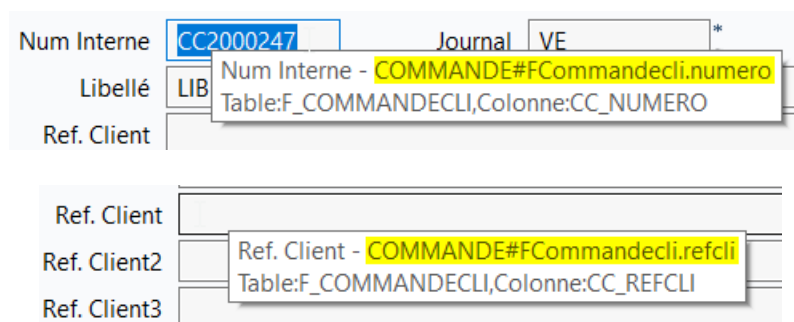 Num Interne CC2000247 Journal VE *
Num Interne - COMMANDE#FCommandecli.numero
Libellé LIB
Table:F_COMMANDECLI,Colonne:CC_NUMERO
Ref. Client
Ref. Client
Ref. Client - COMMANDE#FCommandecli.refcli
Ref. Client2
Table:F_COMMANDECLI,Colonne:CC_REFCLI
Ref. Client3